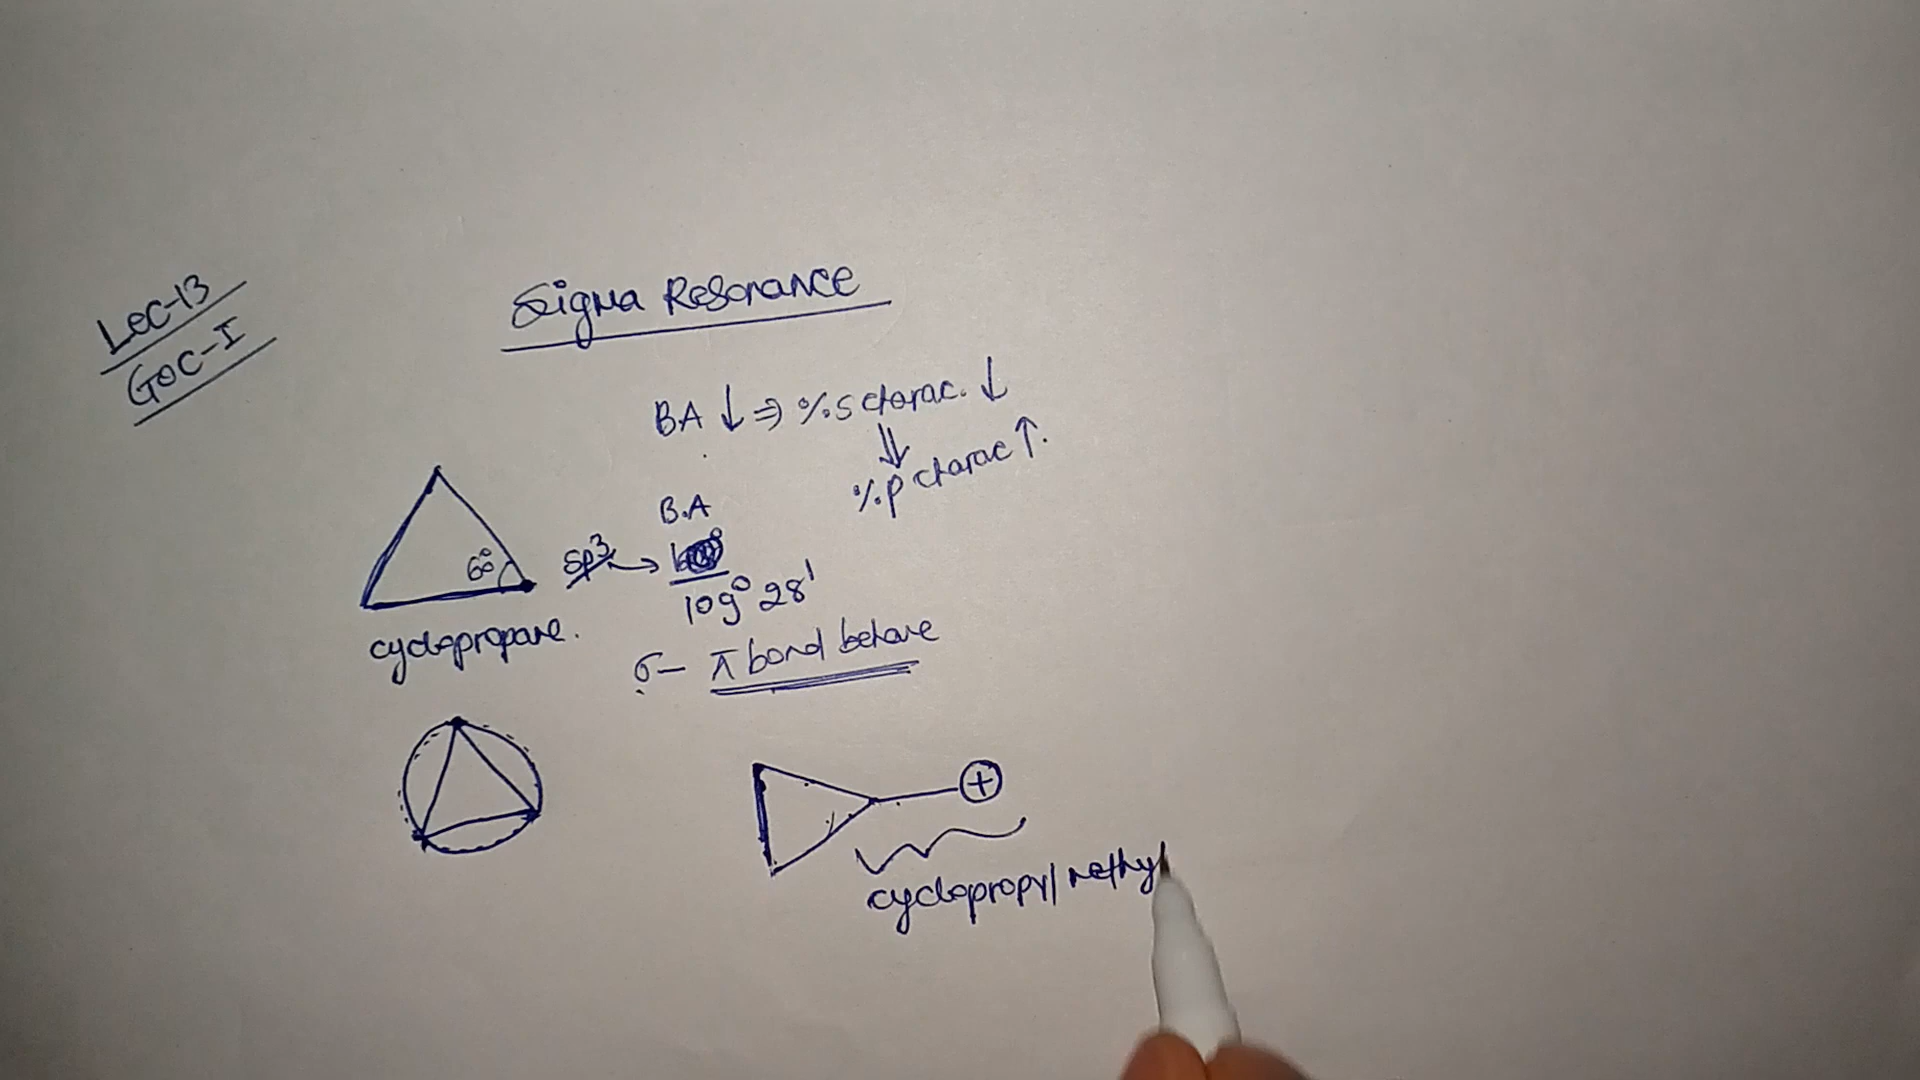 Lec-13
GOC-I
Sigma Resonance
BA ↓ ⇒ %s charac. ↓
⇓
%p charac ↑.
B.A
60°
sp³ →
109° 28'
cyclopropane.
σ- π bond behave
+
cyclopropyl methyl